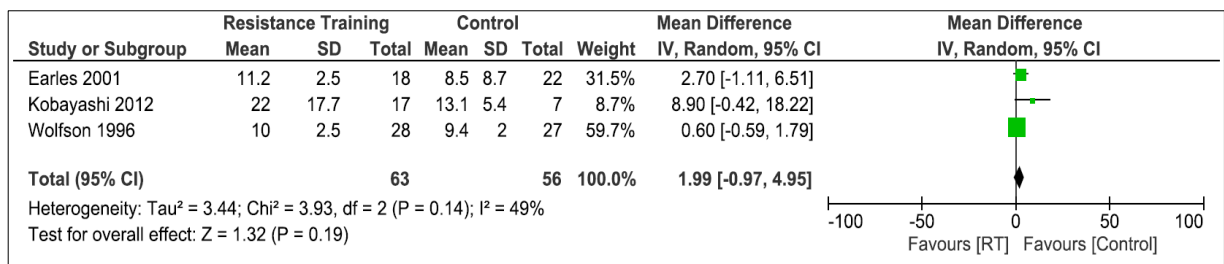 Resistance Training Control Mean Difference Mean Difference
Study or Subgroup Mean SD Total Mean SD Total Weight IV, Random, 95% CI IV, Random, 95% CI
Earles 2001 11.2 2.5 18 8.5 8.7 22 31.5% 2.70 [-1.11, 6.51]
Kobayashi 2012 22 17.7 17 13.1 5.4 7 8.7% 8.90 [-0.42, 18.22]
Wolfson 1996 10 2.5 28 9.4 2 27 59.7% 0.60 [-0.59, 1.79]
Total (95% CI) 63 56 100.0% 1.99 [-0.97, 4.95]
Heterogeneity: Tau² = 3.44; Chi² = 3.93, df = 2 (P = 0.14); I² = 49%
Test for overall effect: Z = 1.32 (P = 0.19)
-100 -50 0 50 100
Favours [RT] Favours [Control]